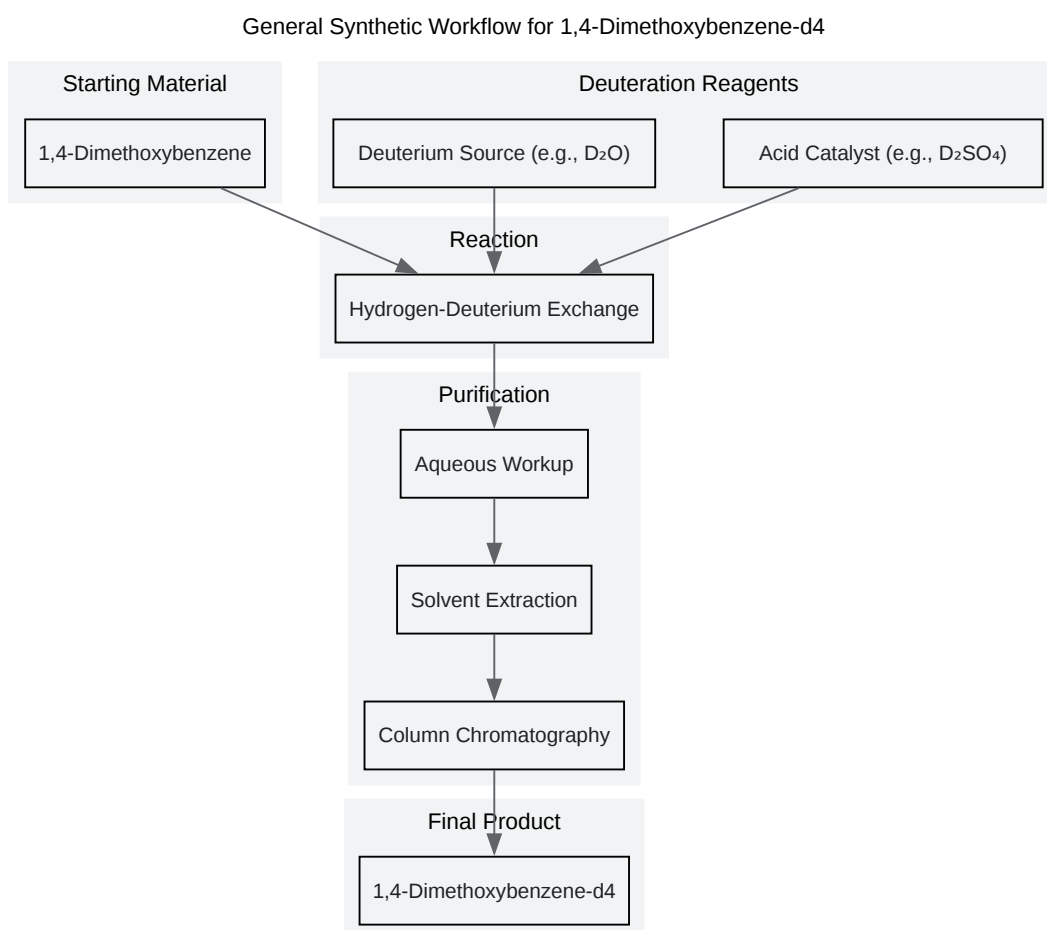 General Synthetic Workflow for 1,4-Dimethoxybenzene-d4
Starting Material
Deuteration Reagents
1,4-Dimethoxybenzene
Deuterium Source (e.g., D₂O)
Acid Catalyst (e.g., D₂SO₄)
Reaction
Hydrogen-Deuterium Exchange
Purification
Aqueous Workup
Solvent Extraction
Column Chromatography
Final Product
1,4-Dimethoxybenzene-d4